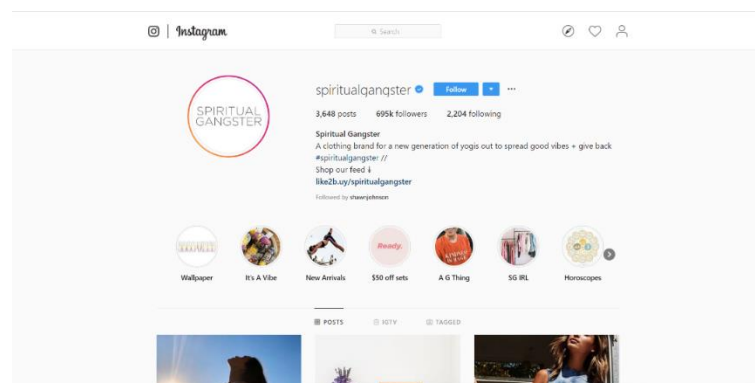 Instagram
Search
SPIRITUAL
GANGSTER
spiritualgangster Follow
3,648 posts 695k followers 2,204 following
Spiritual Gangster
A clothing brand for a new generation of yogis out to spread good vibes + give back
#spiritualgangster //
Shop our feed ↓
like2b.uy/spiritualgangster
Followed by shawnjohnson
Ready.
Wallpaper It's A Vibe New Arrivals $50 off sets A G Thing SG IRL Horoscopes
POSTS IGTV TAGGED